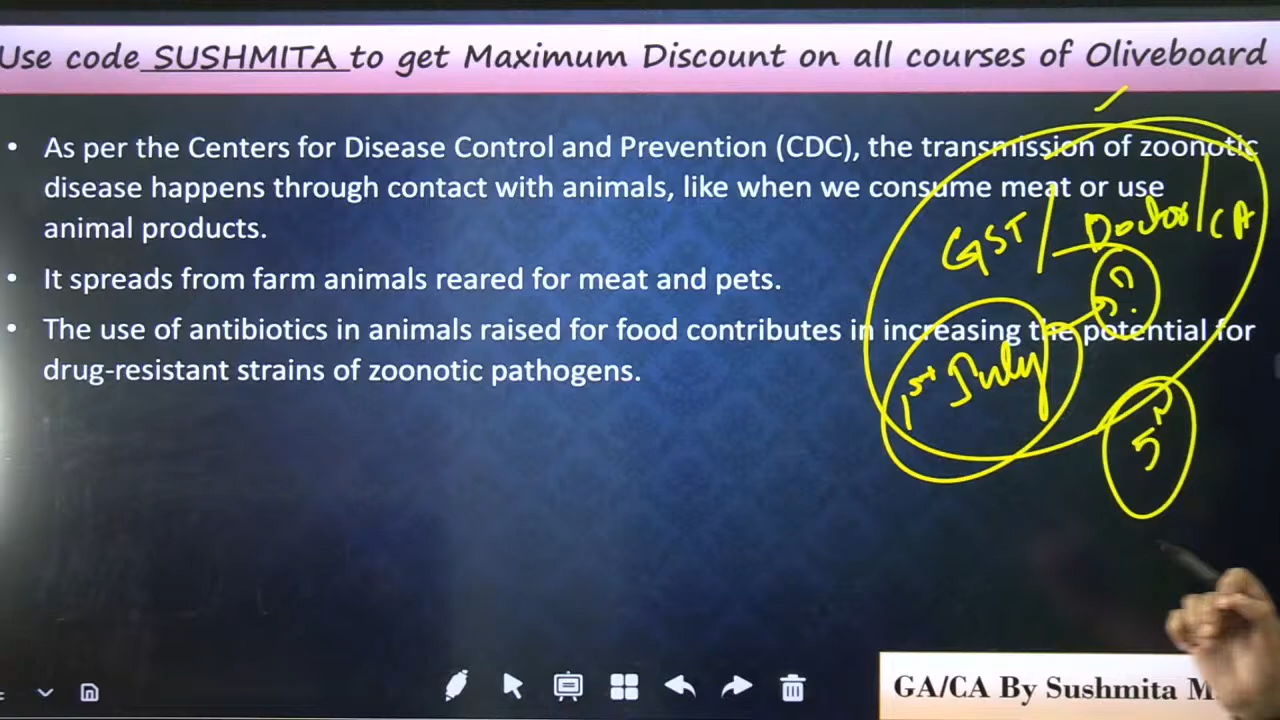 Use code SUSHMITA to get Maximum Discount on all courses of Oliveboard
• As per the Centers for Disease Control and Prevention (CDC), the transmission of zoonotic
disease happens through contact with animals, like when we consume meat or use
animal products.
• It spreads from farm animals reared for meat and pets.
• The use of antibiotics in animals raised for food contributes in increasing the potential for
drug-resistant strains of zoonotic pathogens.
GST / Doctor / CA
??
1st July
5
GA/CA By Sushmita M